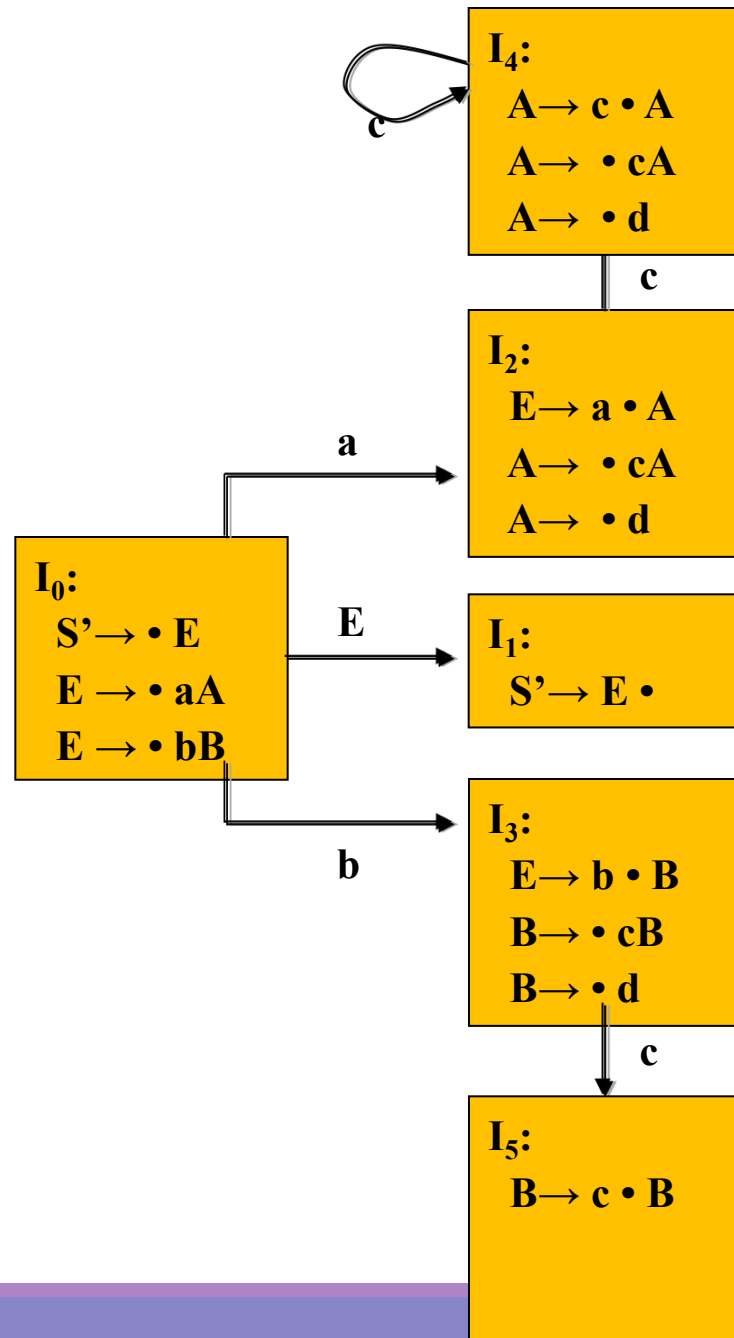 I₄:
A→ c • A
A→ • cA
A→ • d
c
c
I₂:
E→ a • A
A→ • cA
A→ • d
a
I₀:
S’→ • E
E → • aA
E → • bB
E
I₁:
S’→ E •
b
I₃:
E→ b • B
B→ • cB
B→ • d
c
I₅:
B→ c • B